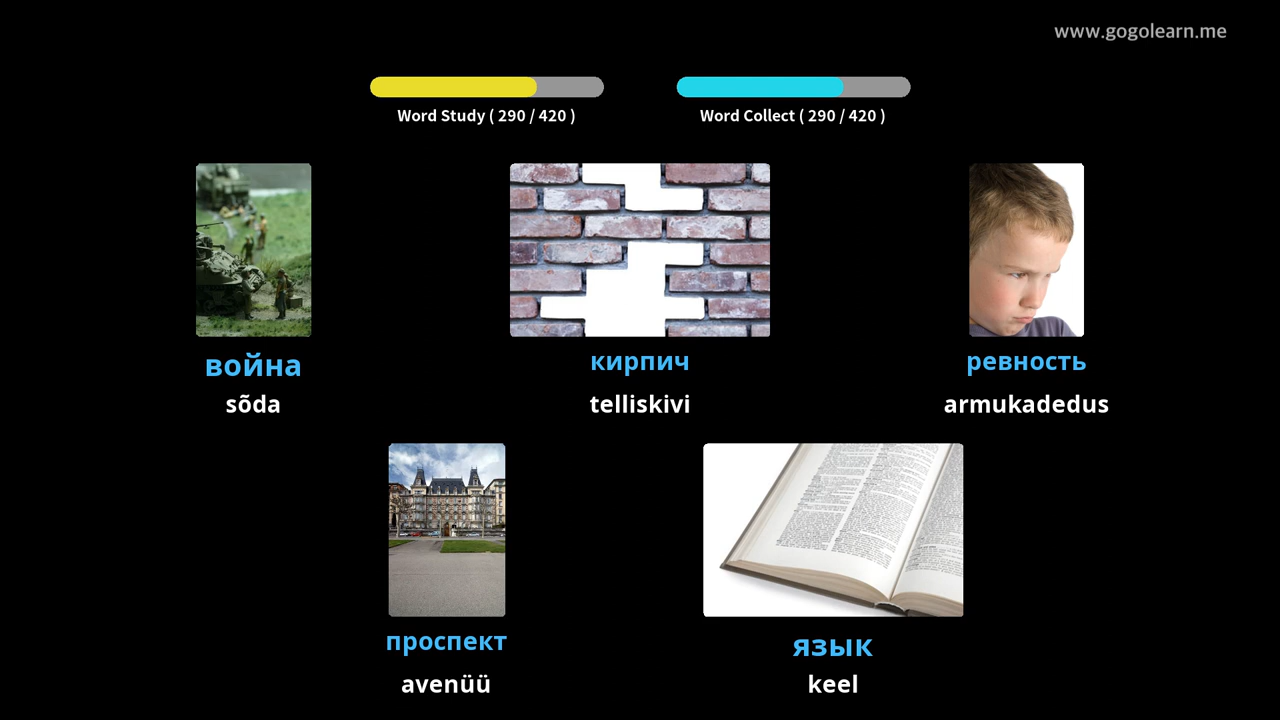 www.gogolearn.me
Word Study ( 290 / 420 )
Word Collect ( 290 / 420 )
война
sõda
кирпич
telliskivi
ревность
armukadedus
проспект
avenüü
язык
keel